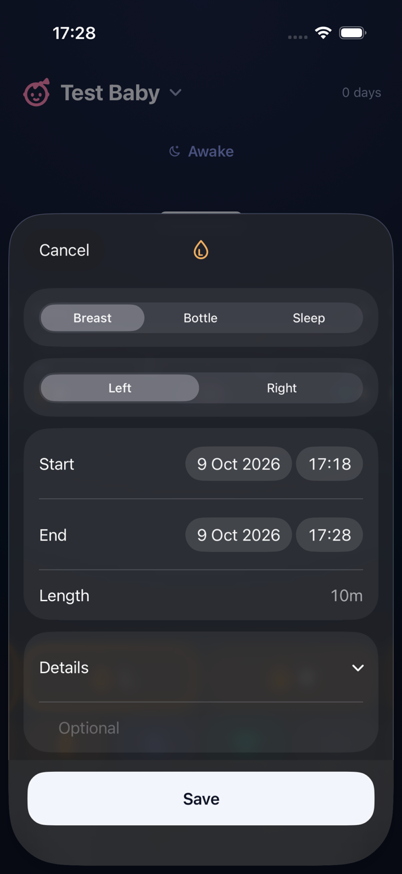 17:28
Test Baby
0 days
Awake
Cancel
L
Breast Bottle Sleep
Left Right
Start 9 Oct 2026 17:18
End 9 Oct 2026 17:28
Length 10m
Details
Optional
Save